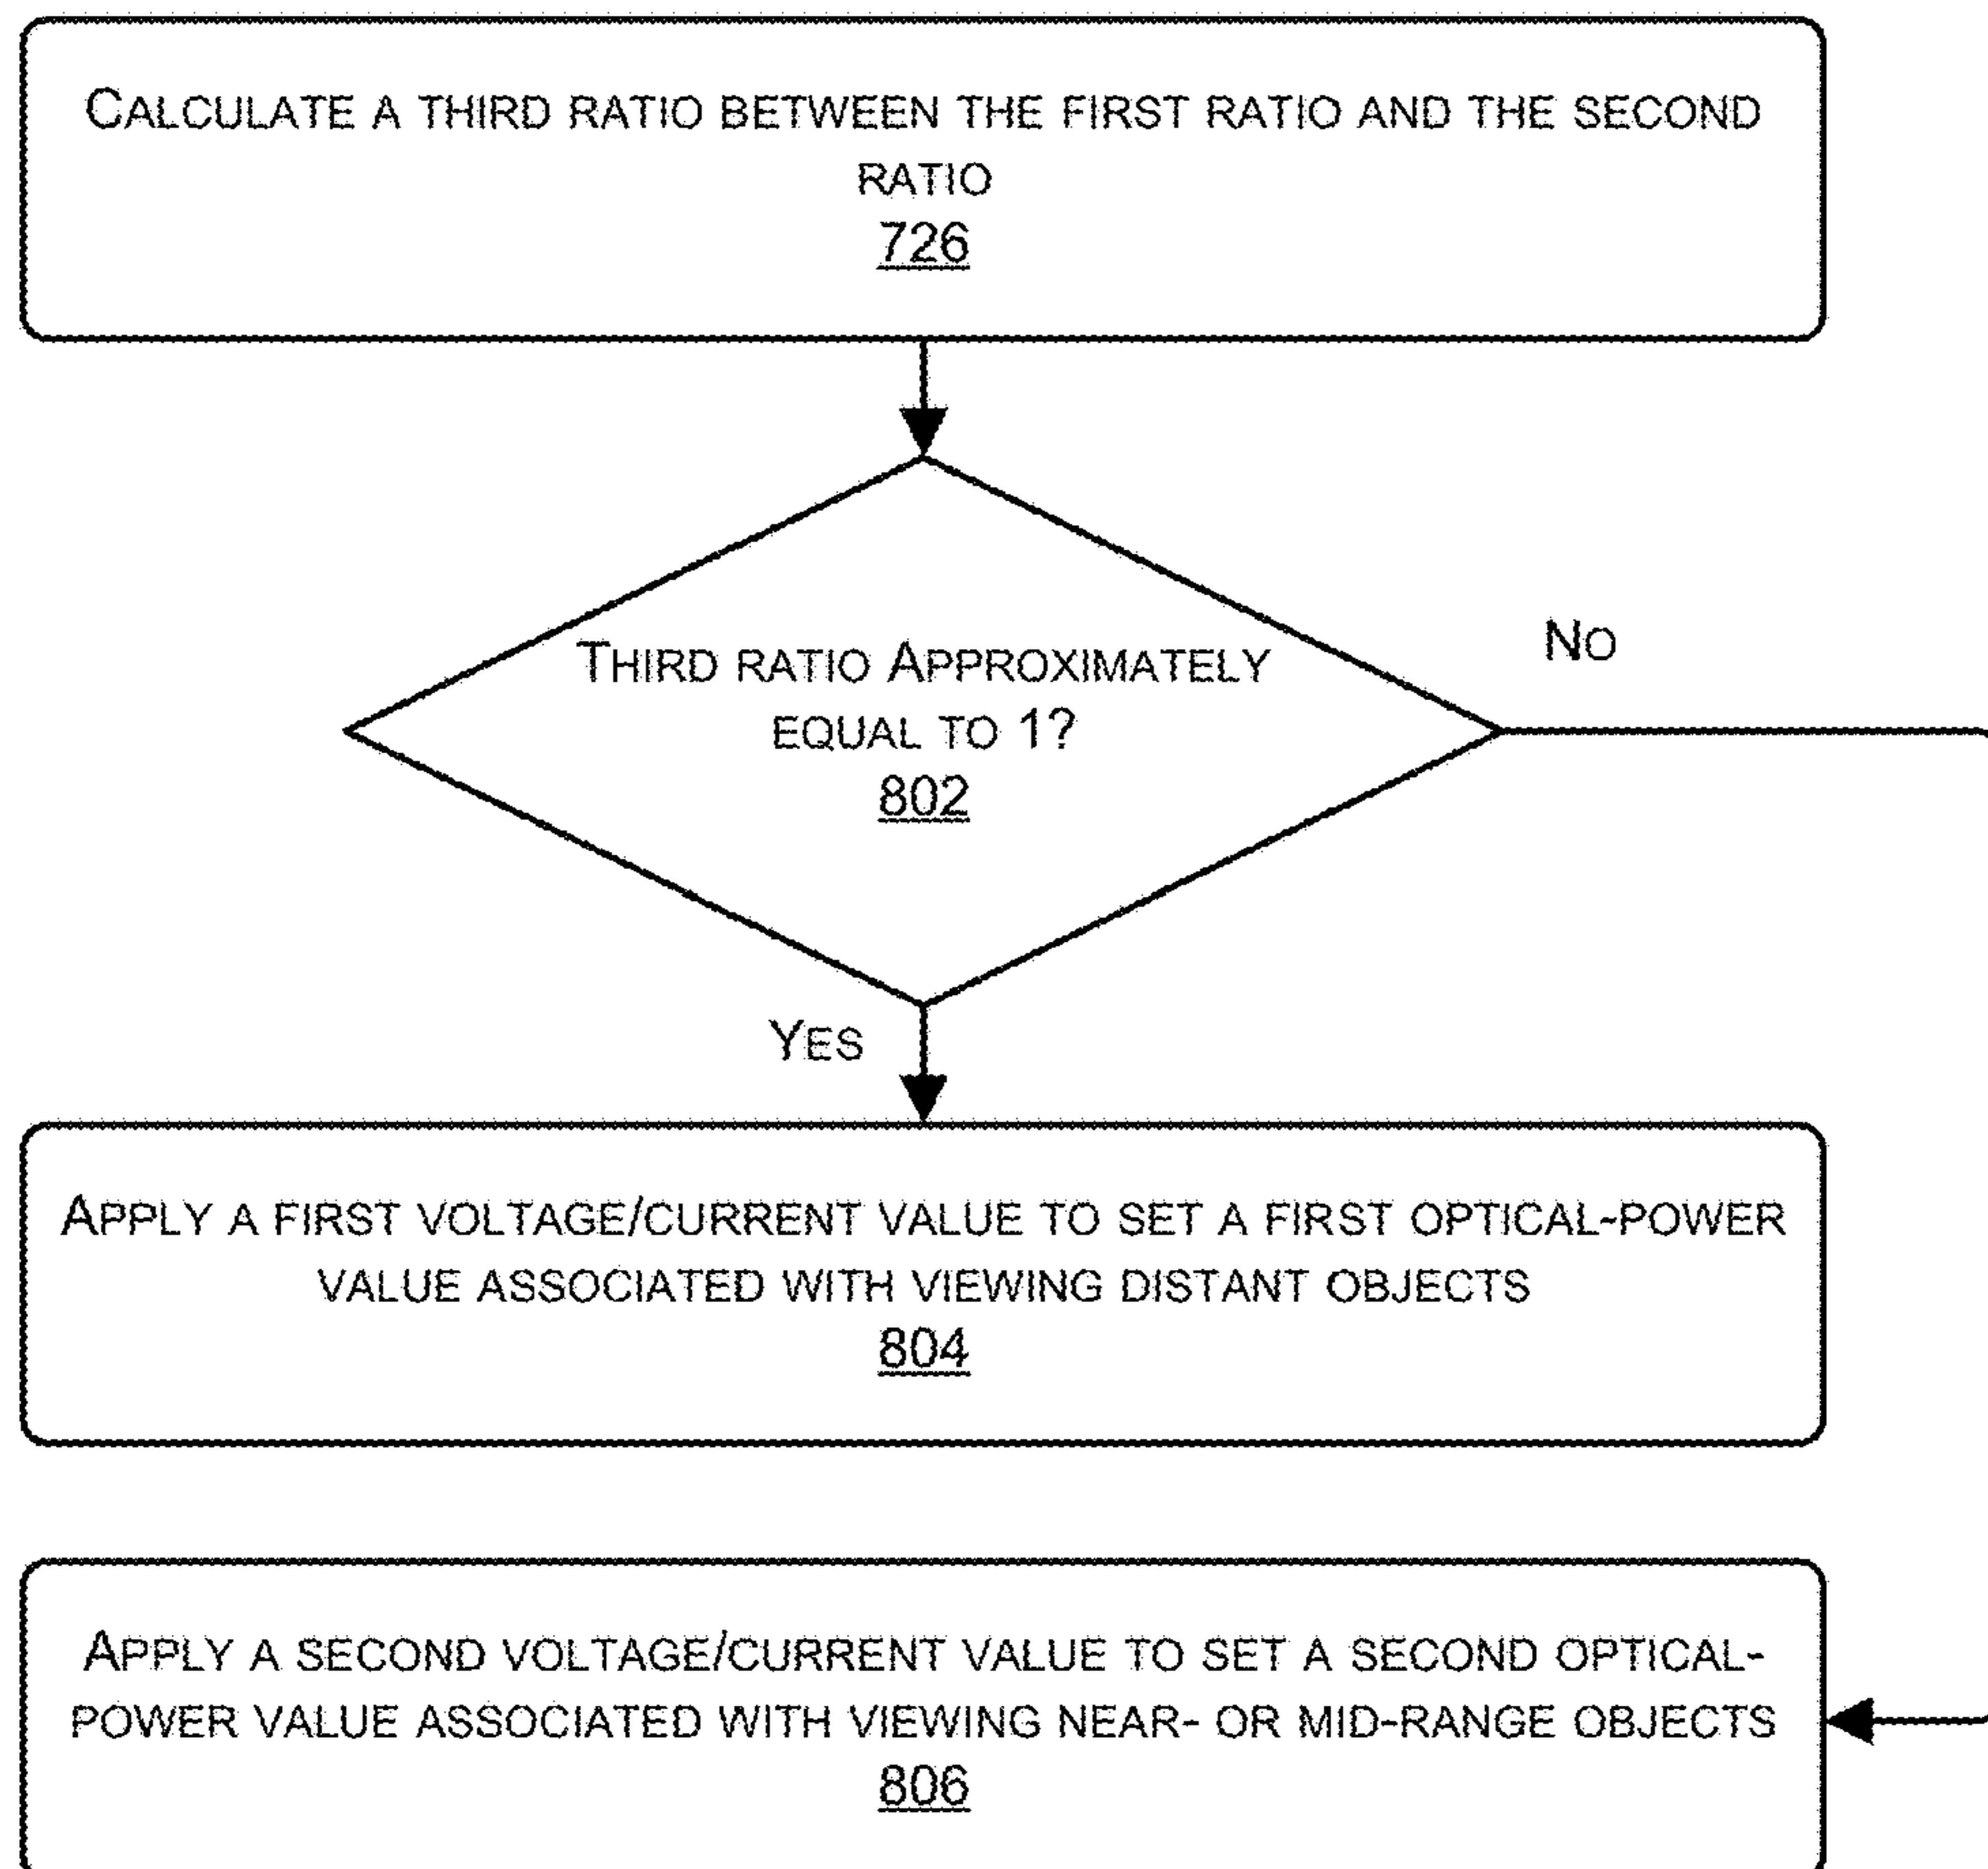 CALCULATE A THIRD RATIO BETWEEN THE FIRST RATIO AND THE SECOND
RATIO
726
THIRD RATIO APPROXIMATELY
EQUAL TO 1?
802
NO
YES
APPLY A FIRST VOLTAGE/CURRENT VALUE TO SET A FIRST OPTICAL-POWER
VALUE ASSOCIATED WITH VIEWING DISTANT OBJECTS
804
APPLY A SECOND VOLTAGE/CURRENT VALUE TO SET A SECOND OPTICAL-
POWER VALUE ASSOCIATED WITH VIEWING NEAR- OR MID-RANGE OBJECTS
806